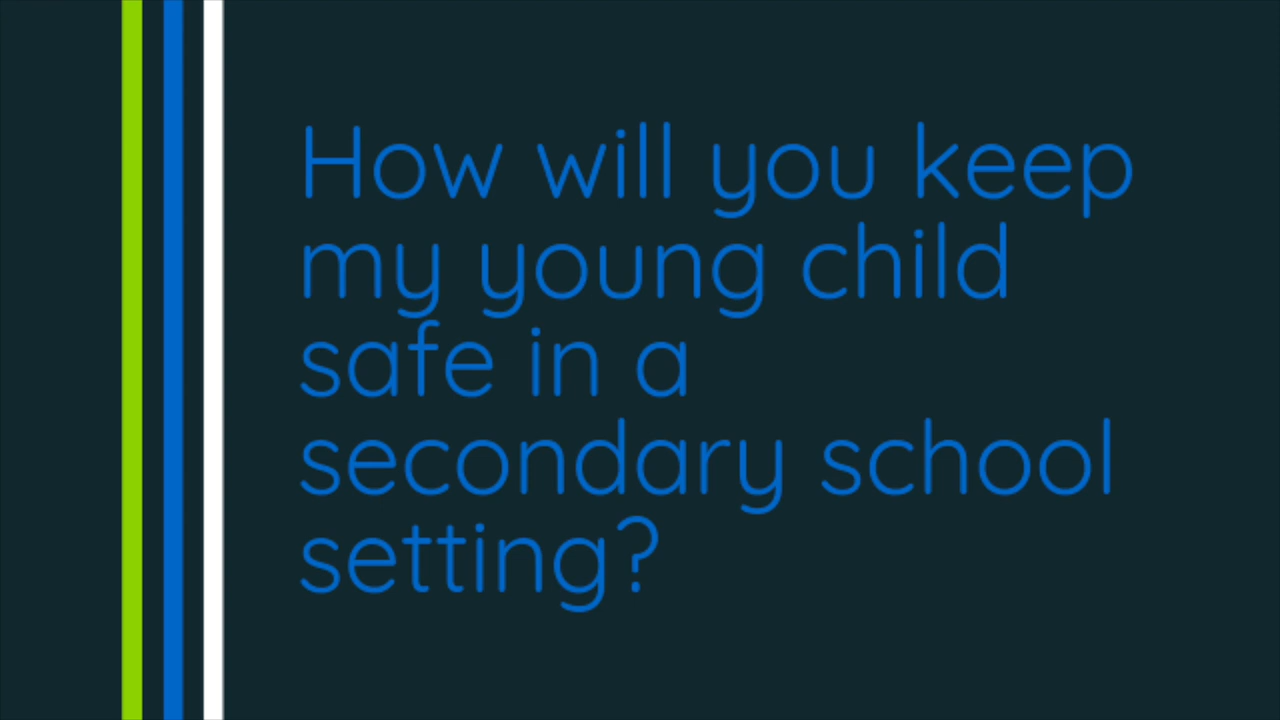 How will you keep
my young child
safe in a
secondary school
setting?